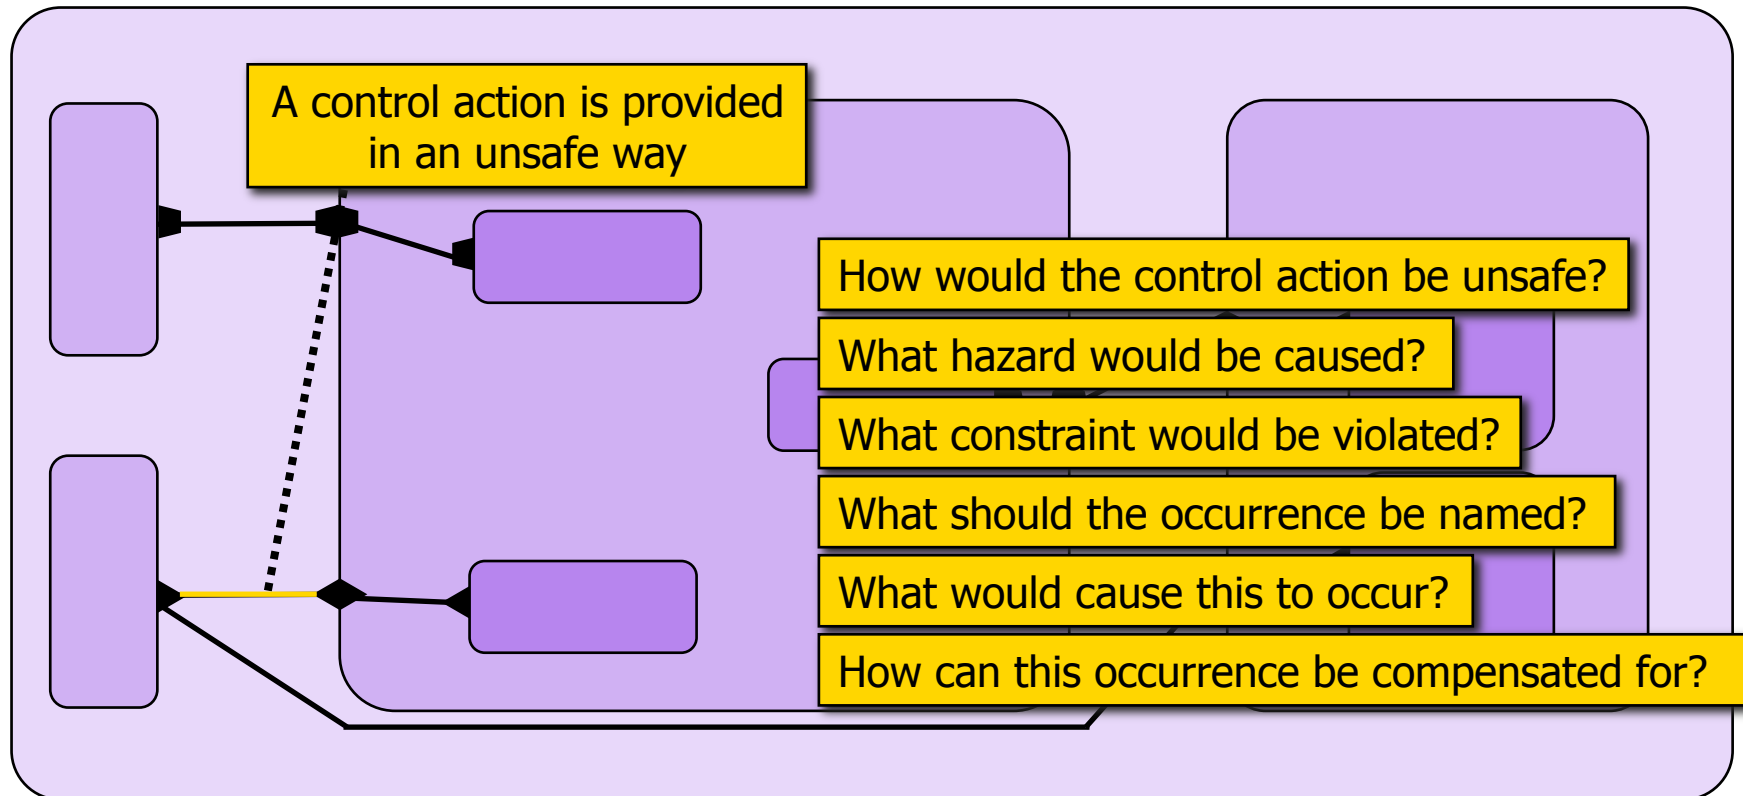 A control action is provided
in an unsafe way
How would the control action be unsafe?
What hazard would be caused?
What constraint would be violated?
What should the occurrence be named?
What would cause this to occur?
How can this occurrence be compensated for?